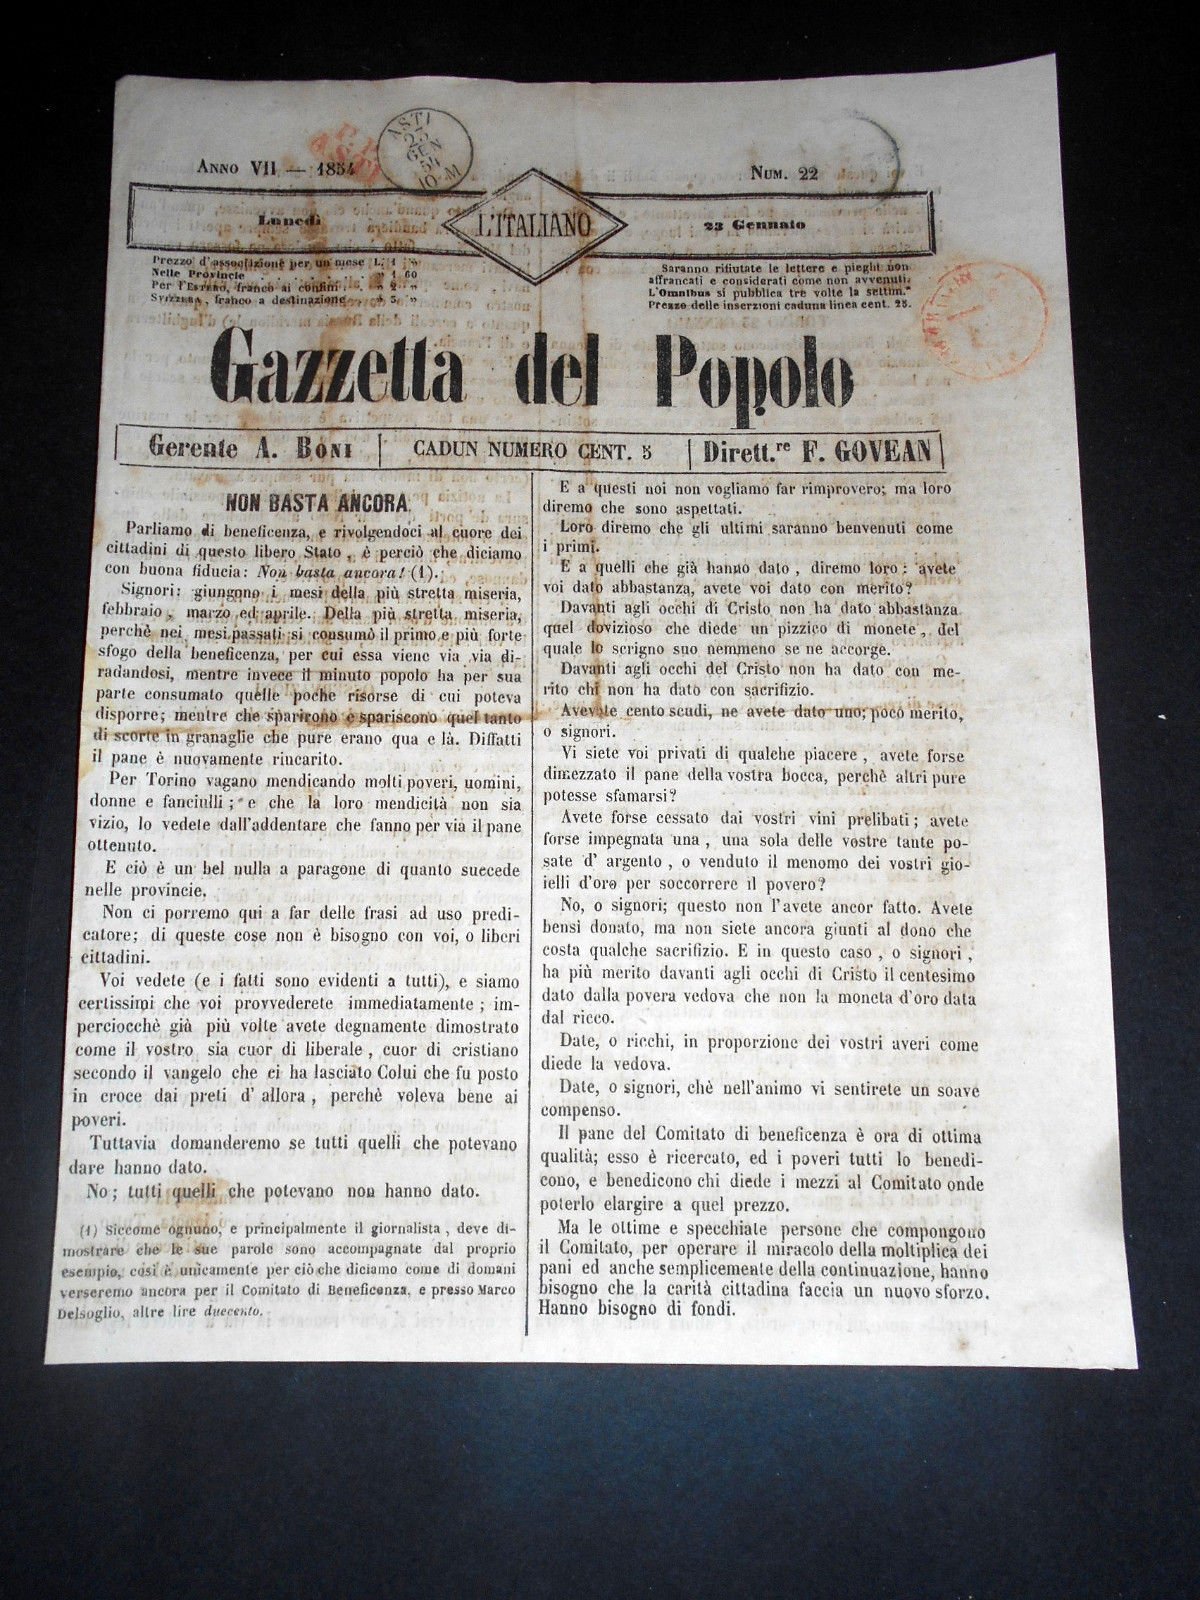 ASTI
25
GEN
54
10 M
ANNO VII — 1854
NUM. 22
Lunedì
L'ITALIANO
23 Gennaio
Prezzo d'associazione per un mese L. 1 "
Nelle Provincie . . . . . . " 1 60
Per l'ESTERO, franco ai confini . . " 2 "
SVIZZERA, franco a destinazione " 3 "
Saranno rifiutate le lettere e pieghi non
affrancati e considerati come non avvenuti.
L'Omnibus si pubblica tre volte la settim.ª
Prezzo delle inserzioni caduna linea cent. 25.
Gazzetta del Popolo
Gerente A. BONI
CADUN NUMERO CENT. 5
Dirett.re F. GOVEAN
NON BASTA ANCORA.
Parliamo di beneficenza, e rivolgendoci al cuore dei
cittadini di questo libero Stato, è perciò che diciamo
con buona fiducia: Non basta ancora! (1).
Signori: giungono i mesi della più stretta miseria,
febbraio, marzo ed aprile. Della più stretta miseria,
perchè nei mesi passati si consumò il primo e più forte
sfogo della beneficenza, per cui essa viene via via di-
radandosi, mentre invece il minuto popolo ha per sua
parte consumato quelle poche risorse di cui poteva
disporre; mentre che sparirono e spariscono quel tanto
di scorte in granaglie che pure erano qua e là. Diffatti
il pane è nuovamente rincarito.
Per Torino vagano mendicando molti poveri, uomini,
donne e fanciulli; e che la loro mendicità non sia
vizio, lo vedete dall'addentare che fanno per via il pane
ottenuto.
E ciò è un bel nulla a paragone di quanto succede
nelle provincie.
Non ci porremo qui a far delle frasi ad uso predi-
catore; di queste cose non è bisogno con voi, o liberi
cittadini.
Voi vedete (e i fatti sono evidenti a tutti), e siamo
certissimi che voi provvederete immediatamente; im-
perciocchè già più volte avete degnamente dimostrato
come il vostro sia cuor di liberale, cuor di cristiano
secondo il vangelo che ci ha lasciato Colui che fu posto
in croce dai preti d' allora, perchè voleva bene ai
poveri.
Tuttavia domanderemo se tutti quelli che potevano
dare hanno dato.
No; tutti quelli che potevano non hanno dato.
(1) Siccome ognuno, e principalmente il giornalista, deve di-
mostrare che le sue parole sono accompagnate dal proprio
esempio, così è unicamente per ciò che diciamo come di domani
verseremo ancora per il Comitato di Beneficenza, e presso Marco
Delsoglio, altre lire duecento.
E a questi noi non vogliamo far rimprovero; ma loro
diremo che sono aspettati.
Loro diremo che gli ultimi saranno benvenuti come
i primi.
E a quelli che già hanno dato, diremo loro: avete
voi dato abbastanza, avete voi dato con merito?
Davanti agli occhi di Cristo non ha dato abbastanza
quel dovizioso che diede un pizzico di monete, del
quale lo scrigno suo nemmeno se ne accorge.
Davanti agli occhi del Cristo non ha dato con me-
rito chi non ha dato con sacrifizio.
Avevate cento scudi, ne avete dato uno; poco merito,
o signori.
Vi siete voi privati di qualche piacere, avete forse
dimezzato il pane della vostra bocca, perchè altri pure
potesse sfamarsi?
Avete forse cessato dai vostri vini prelibati; avete
forse impegnata una, una sola delle vostre tante po-
sate d' argento, o venduto il menomo dei vostri gio-
ielli d'oro per soccorrere il povero?
No, o signori; questo non l'avete ancor fatto. Avete
bensì donato, ma non siete ancora giunti al dono che
costa qualche sacrifizio. E in questo caso, o signori,
ha più merito davanti agli occhi di Cristo il centesimo
dato dalla povera vedova che non la moneta d'oro data
dal ricco.
Date, o ricchi, in proporzione dei vostri averi come
diede la vedova.
Date, o signori, chè nell'animo vi sentirete un soave
compenso.
Il pane del Comitato di beneficenza è ora di ottima
qualità; esso è ricercato, ed i poveri tutti lo benedi-
cono, e benedicono chi diede i mezzi al Comitato onde
poterlo elargire a quel prezzo.
Ma le ottime e specchiate persone che compongono
il Comitato, per operare il miracolo della moltiplica dei
pani ed anche semplicemente della continuazione, hanno
bisogno che la carità cittadina faccia un nuovo sforzo.
Hanno bisogno di fondi.